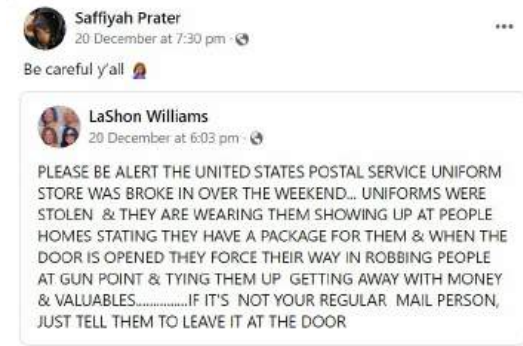 Saffiyah Prater
20 December at 7:30 pm ·
Be careful y'all
LaShon Williams
20 December at 6:03 pm ·
PLEASE BE ALERT THE UNITED STATES POSTAL SERVICE UNIFORM
STORE WAS BROKE IN OVER THE WEEKEND... UNIFORMS WERE
STOLEN & THEY ARE WEARING THEM SHOWING UP AT PEOPLE
HOMES STATING THEY HAVE A PACKAGE FOR THEM & WHEN THE
DOOR IS OPENED THEY FORCE THEIR WAY IN ROBBING PEOPLE
AT GUN POINT & TYING THEM UP GETTING AWAY WITH MONEY
& VALUABLES...............IF IT'S NOT YOUR REGULAR MAIL PERSON,
JUST TELL THEM TO LEAVE IT AT THE DOOR